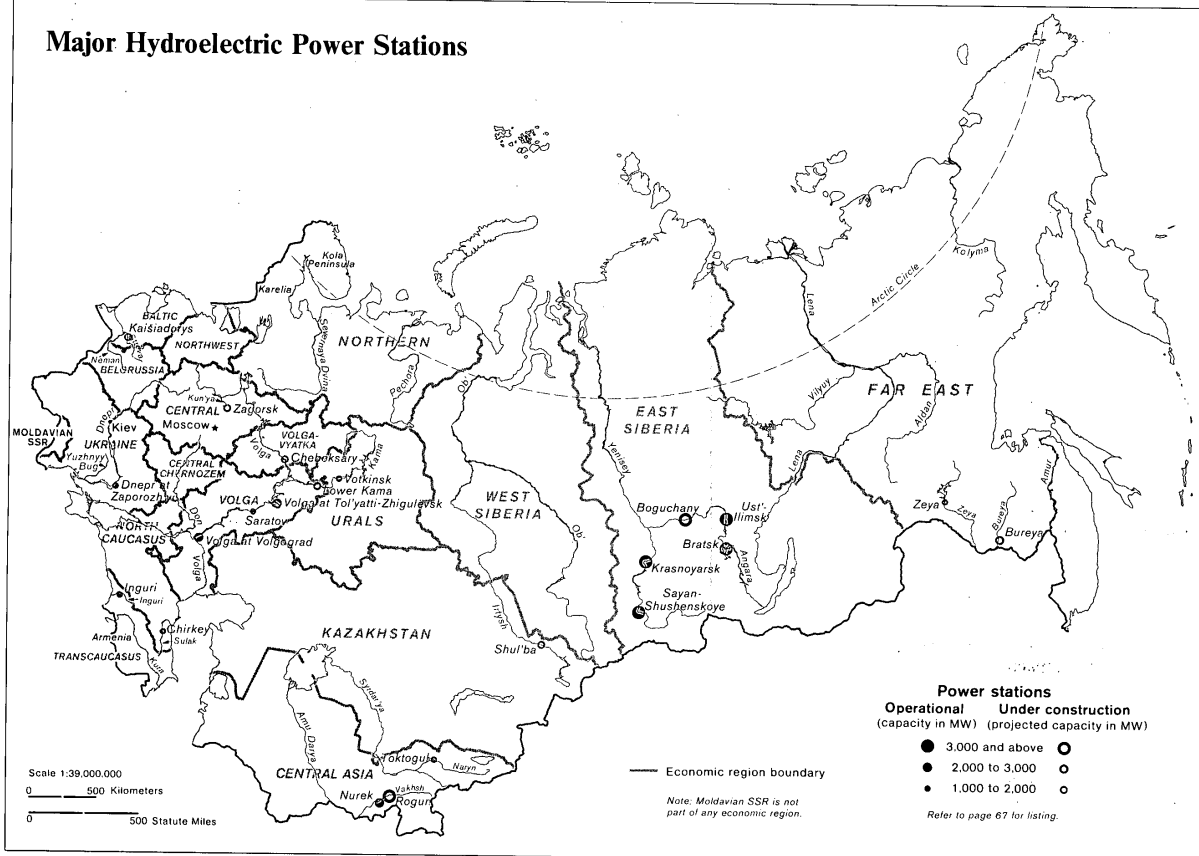 Major Hydroelectric Power Stations
Kola
Peninsula
Karelia
Arctic Circle
Kolyma
Lena
BALTIC
Kaišiadorys
NORTHWEST
NORTHERN
Severnaya Dvina
Pechora
Ob'
Neman
BELORUSSIA
Kun'ya
CENTRAL
Zagorsk
Moscow
Dnepr
Kiev
MOLDAVIAN
SSR
UKRAINE
Yuzhnyy
Bug
CENTRAL
CHERNOZEM
VOLGA-
VYATKA
Volga
Cheboksary
Kama
Votkinsk
Lower Kama
Dnepr at
Zaporozh'ye
VOLGA
Volga at Tol'yatti-Zhigulëvsk
Saratov
URALS
Don
NORTH
CAUCASUS
Volga at Volgograd
Volga
Inguri
Inguri
Chirkey
Sulak
Armenia
TRANSCAUCASUS
Kura
WEST
SIBERIA
Ob'
Irtysh
KAZAKHSTAN
Shul'ba
EAST
SIBERIA
Yenisey
Vilyuy
FAR EAST
Aldan
Lena
Boguchany
Ust'-
Ilimsk
Bratsk
Angara
Krasnoyarsk
Sayan-
Shushenskoye
Zeya
Zeya
Bureya
Bureya
Amur
Syrdar'ya
Amu Darya
CENTRAL ASIA
Toktogul
Naryn
Nurek
Vakhsh
Rogun
Scale 1:39,000,000
0 500 Kilometers
0 500 Statute Miles
Economic region boundary
Note: Moldavian SSR is not
part of any economic region.
Power stations
Operational Under construction
(capacity in MW) (projected capacity in MW)
3,000 and above
2,000 to 3,000
1,000 to 2,000
Refer to page 67 for listing.